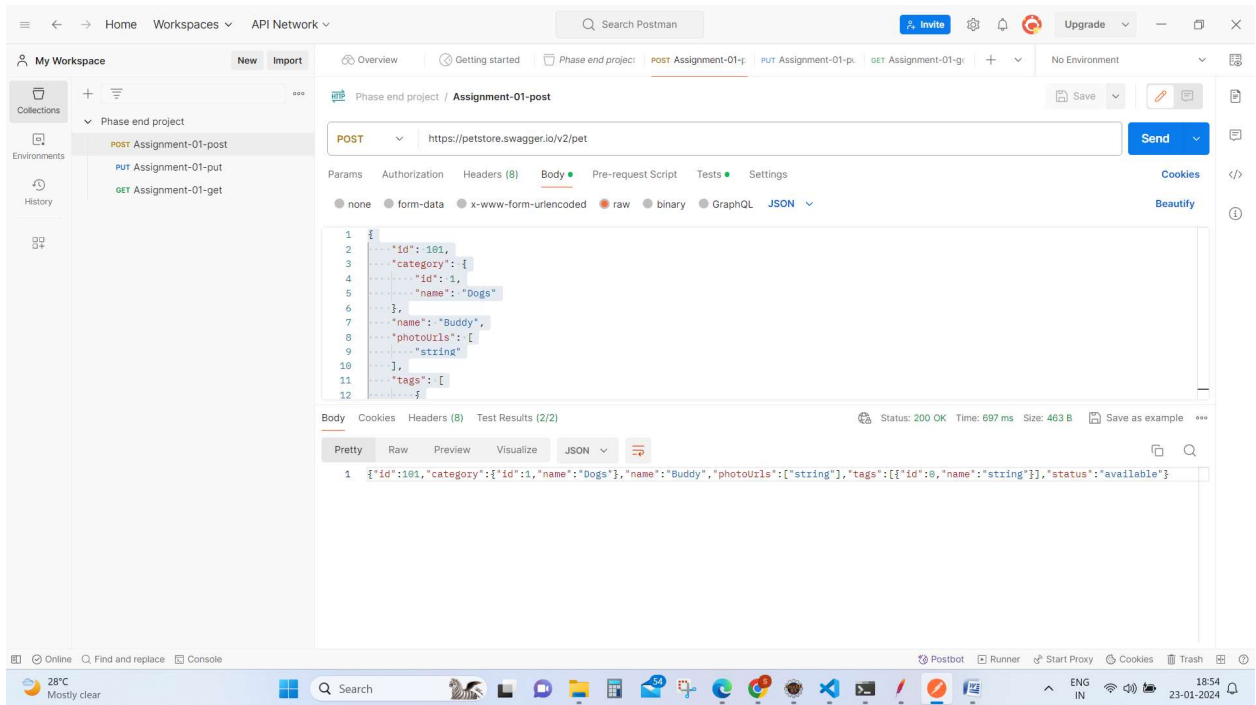 Home Workspaces API Network Search Postman Invite Upgrade
My Workspace New Import Overview Getting started Phase end project POST Assignment-01-p PUT Assignment-01-pu GET Assignment-01-ge No Environment
Collections
Environments
History
Phase end project
POST Assignment-01-post
PUT Assignment-01-put
GET Assignment-01-get
HTTP Phase end project / Assignment-01-post Save
POST https://petstore.swagger.io/v2/pet Send
Params Authorization Headers (8) Body Pre-request Script Tests Settings Cookies
none form-data x-www-form-urlencoded raw binary GraphQL JSON Beautify
1 {
2 "id": 101,
3 "category": {
4 "id": 1,
5 "name": "Dogs"
6 },
7 "name": "Buddy",
8 "photoUrls": [
9 "string"
10 ],
11 "tags": [
12 {
Body Cookies Headers (8) Test Results (2/2) Status: 200 OK Time: 697 ms Size: 463 B Save as example
Pretty Raw Preview Visualize JSON
1 {"id":101,"category":{"id":1,"name":"Dogs"},"name":"Buddy","photoUrls":["string"],"tags":[{"id":0,"name":"string"}],"status":"available"}
Online Find and replace Console Postbot Runner Start Proxy Cookies Trash
28°C
Mostly clear
Search
54
ENG
IN
18:54
23-01-2024